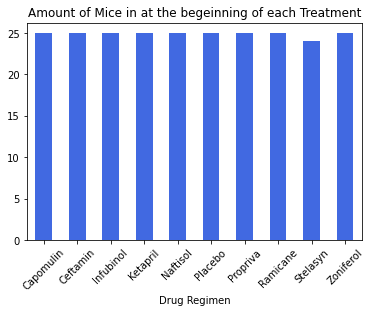 Amount of Mice in at the begeinning of each Treatment
25
20
15
10
5
0
Capomulin
Ceftamin
Infubinol
Ketapril
Naftisol
Placebo
Propriva
Ramicane
Stelasyn
Zoniferol
Drug Regimen